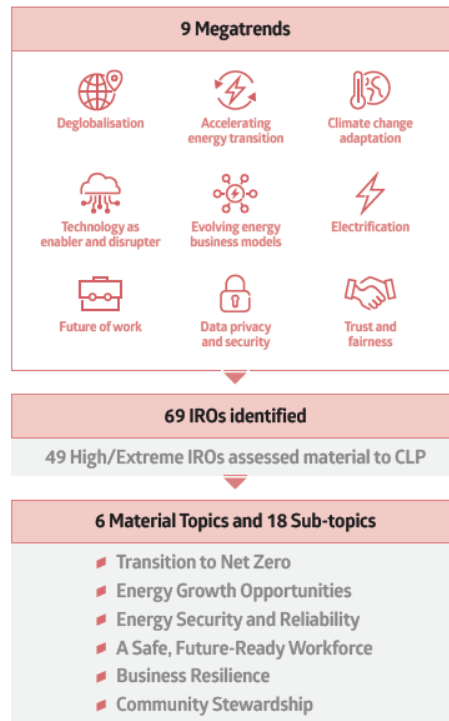 9 Megatrends
Deglobalisation
Accelerating
energy transition
Climate change
adaptation
Technology as
enabler and disrupter
Evolving energy
business models
Electrification
Future of work
Data privacy
and security
Trust and
fairness
69 IROs identified
49 High/Extreme IROs assessed material to CLP
6 Material Topics and 18 Sub-topics
Transition to Net Zero
Energy Growth Opportunities
Energy Security and Reliability
A Safe, Future-Ready Workforce
Business Resilience
Community Stewardship